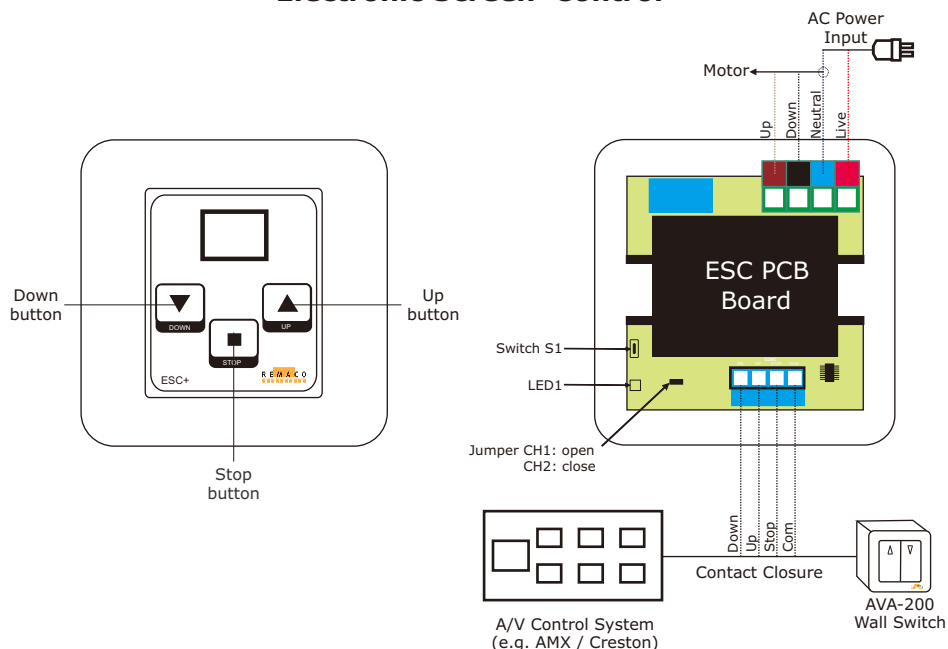 Electronic Screen Control
AC Power
Input
Motor
Up
Down
Neutral
Live
ESC PCB
Board
Down
button
Up
button
DOWN
UP
STOP
ESC+
REMACO
Stop
button
Switch S1
LED1
Jumper CH1: open
CH2: close
Down
Up
Stop
Com
Contact Closure
A/V Control System
(e.g. AMX / Creston)
AVA-200
Wall Switch